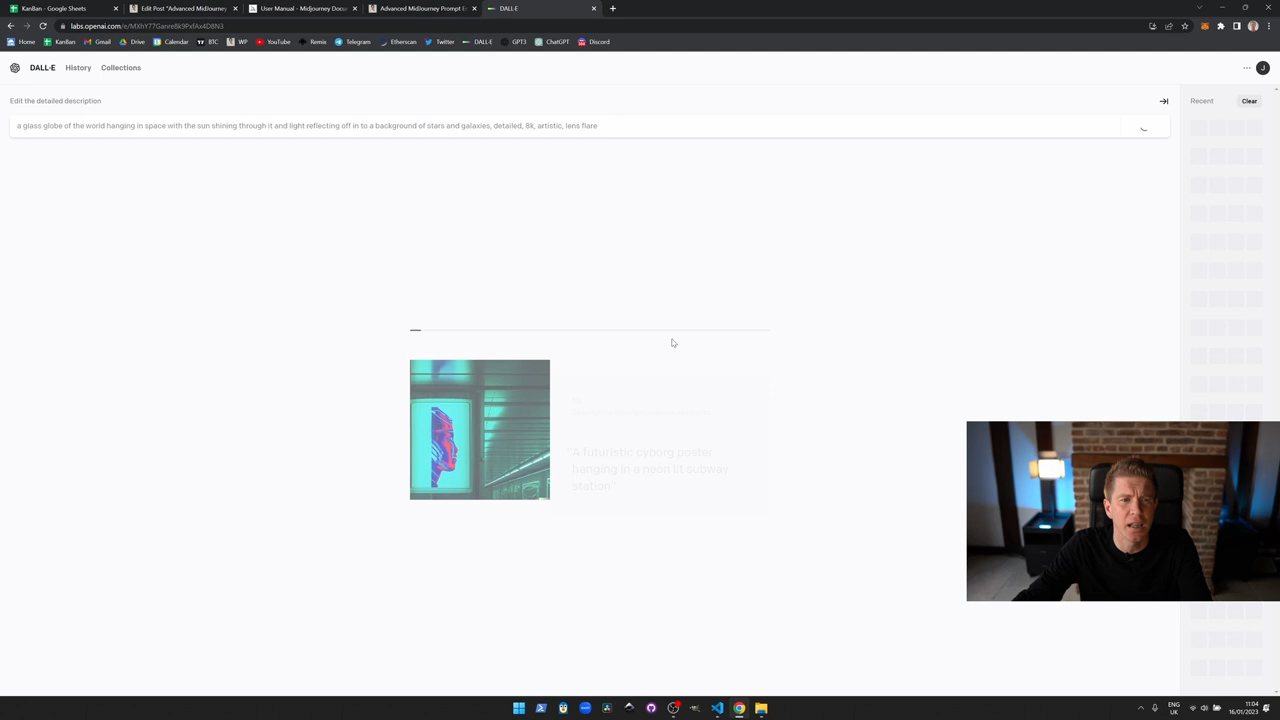 KanBan - Google Sheets
Edit Post "Advanced MidJourney
User Manual - Midjourney Docu
Advanced MidJourney Prompt E
DALL·E
labs.openai.com/e/
Home
KanBan
Gmail
Drive
Calendar
BTC
WP
YouTube
Remix
Telegram
Etherscan
Twitter
DALL-E
GPT3
ChatGPT
Discord
DALL·E
History
Collections
J
Edit the detailed description
Recent
Clear
a glass globe of the world hanging in space with the sun shining through it and light reflecting off in to a background of stars and galaxies, detailed, 8k, artistic, lens flare
"A futuristic cyborg poster
hanging in a neon lit subway
station"
ENG
UK
11:04
16/01/2023